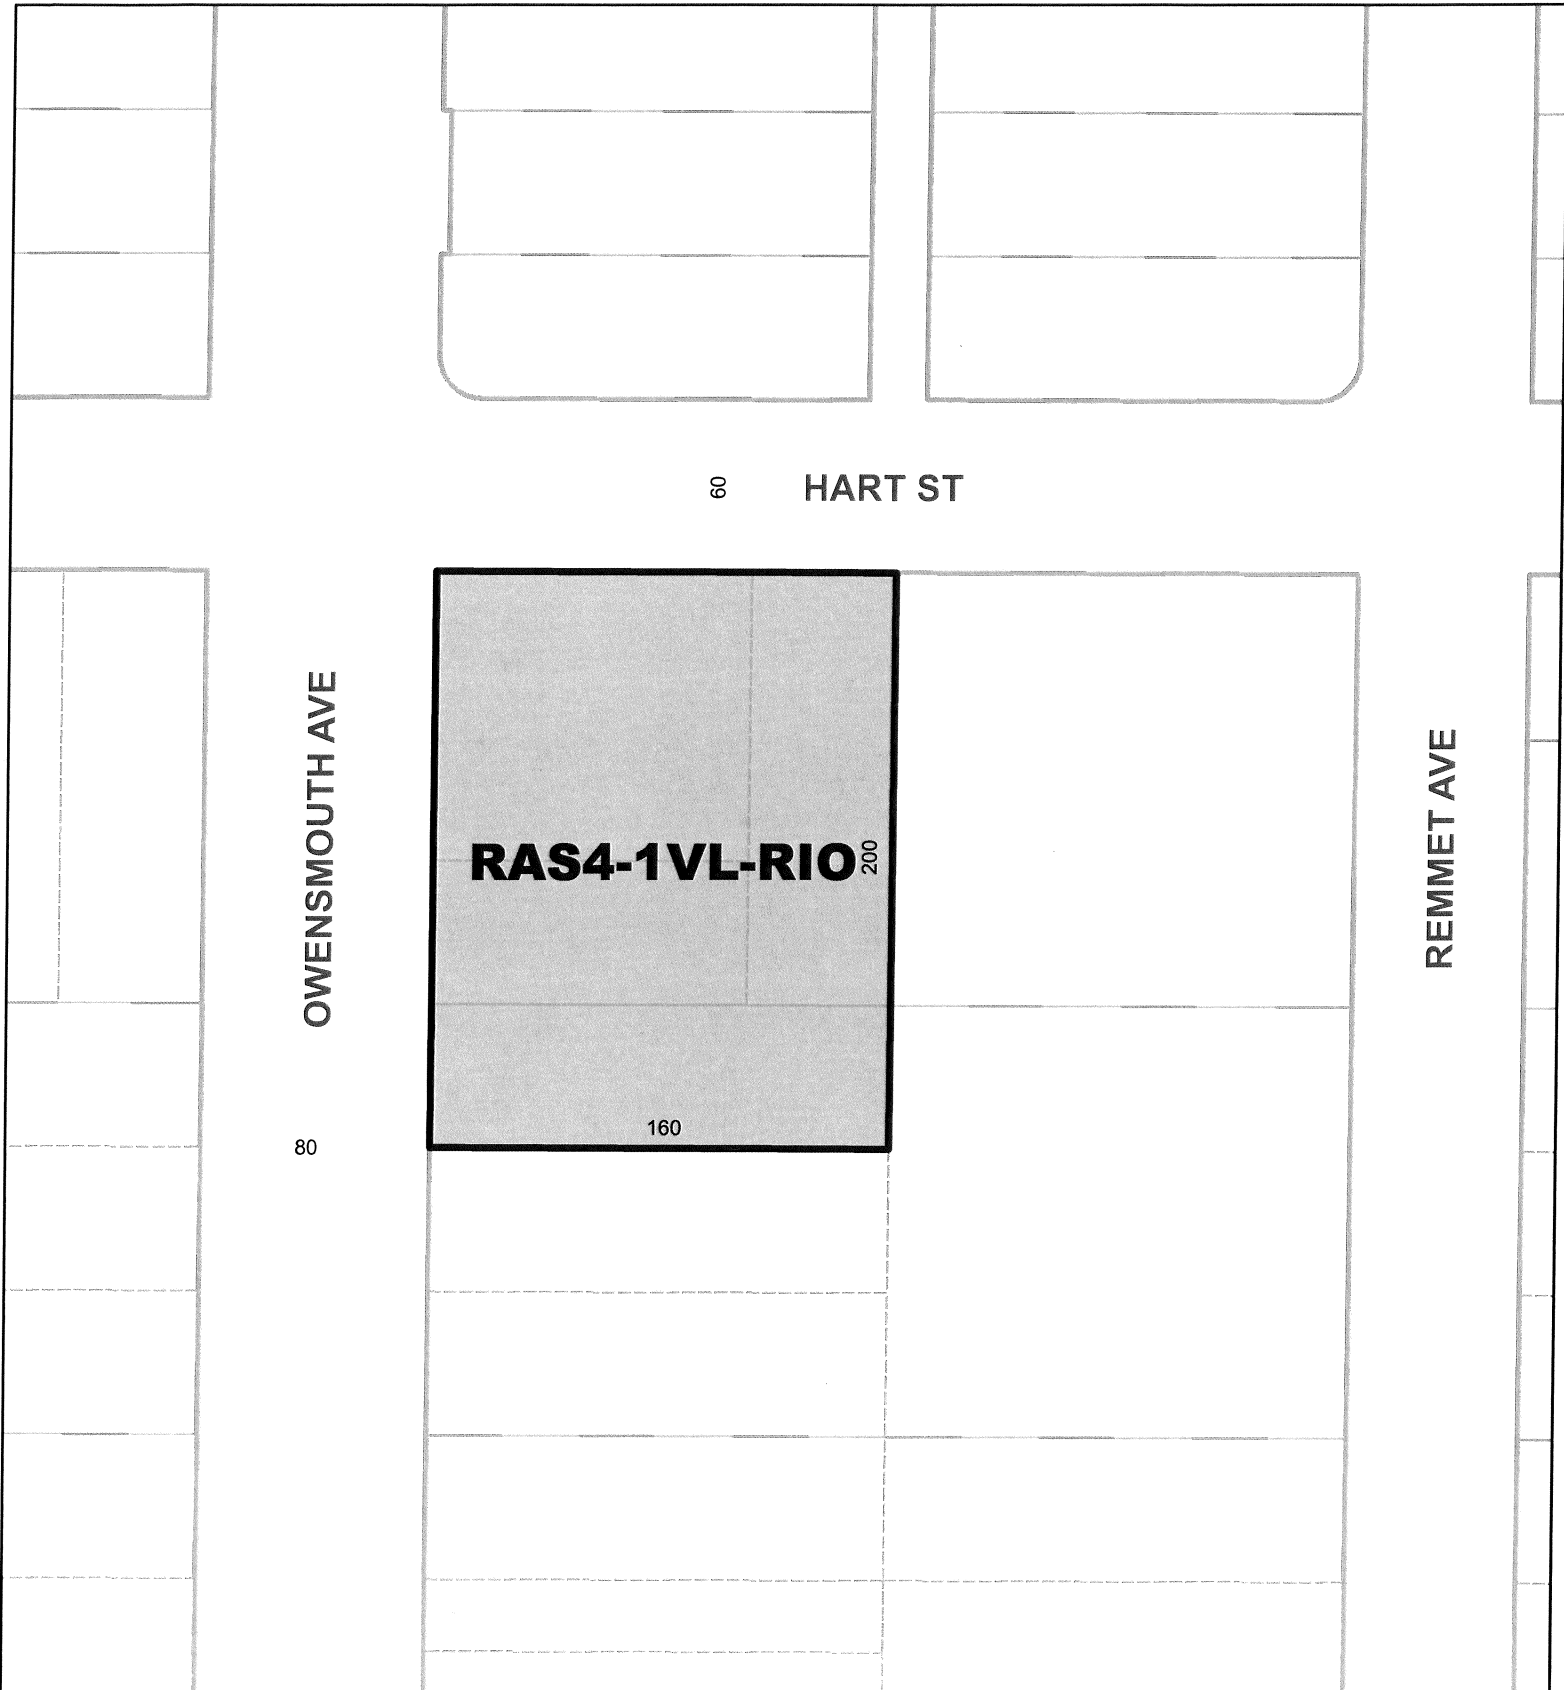 60
HART ST
OWENSMOUTH AVE
REMMET AVE
RAS4-1VL-RIO
200
160
80